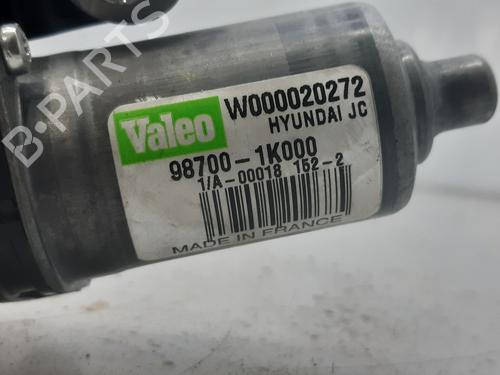 B-PARTS
Valeo
W000020272
HYUNDAI JC
98700-1K000
1/A-00018 152-2
MADE IN FRANCE